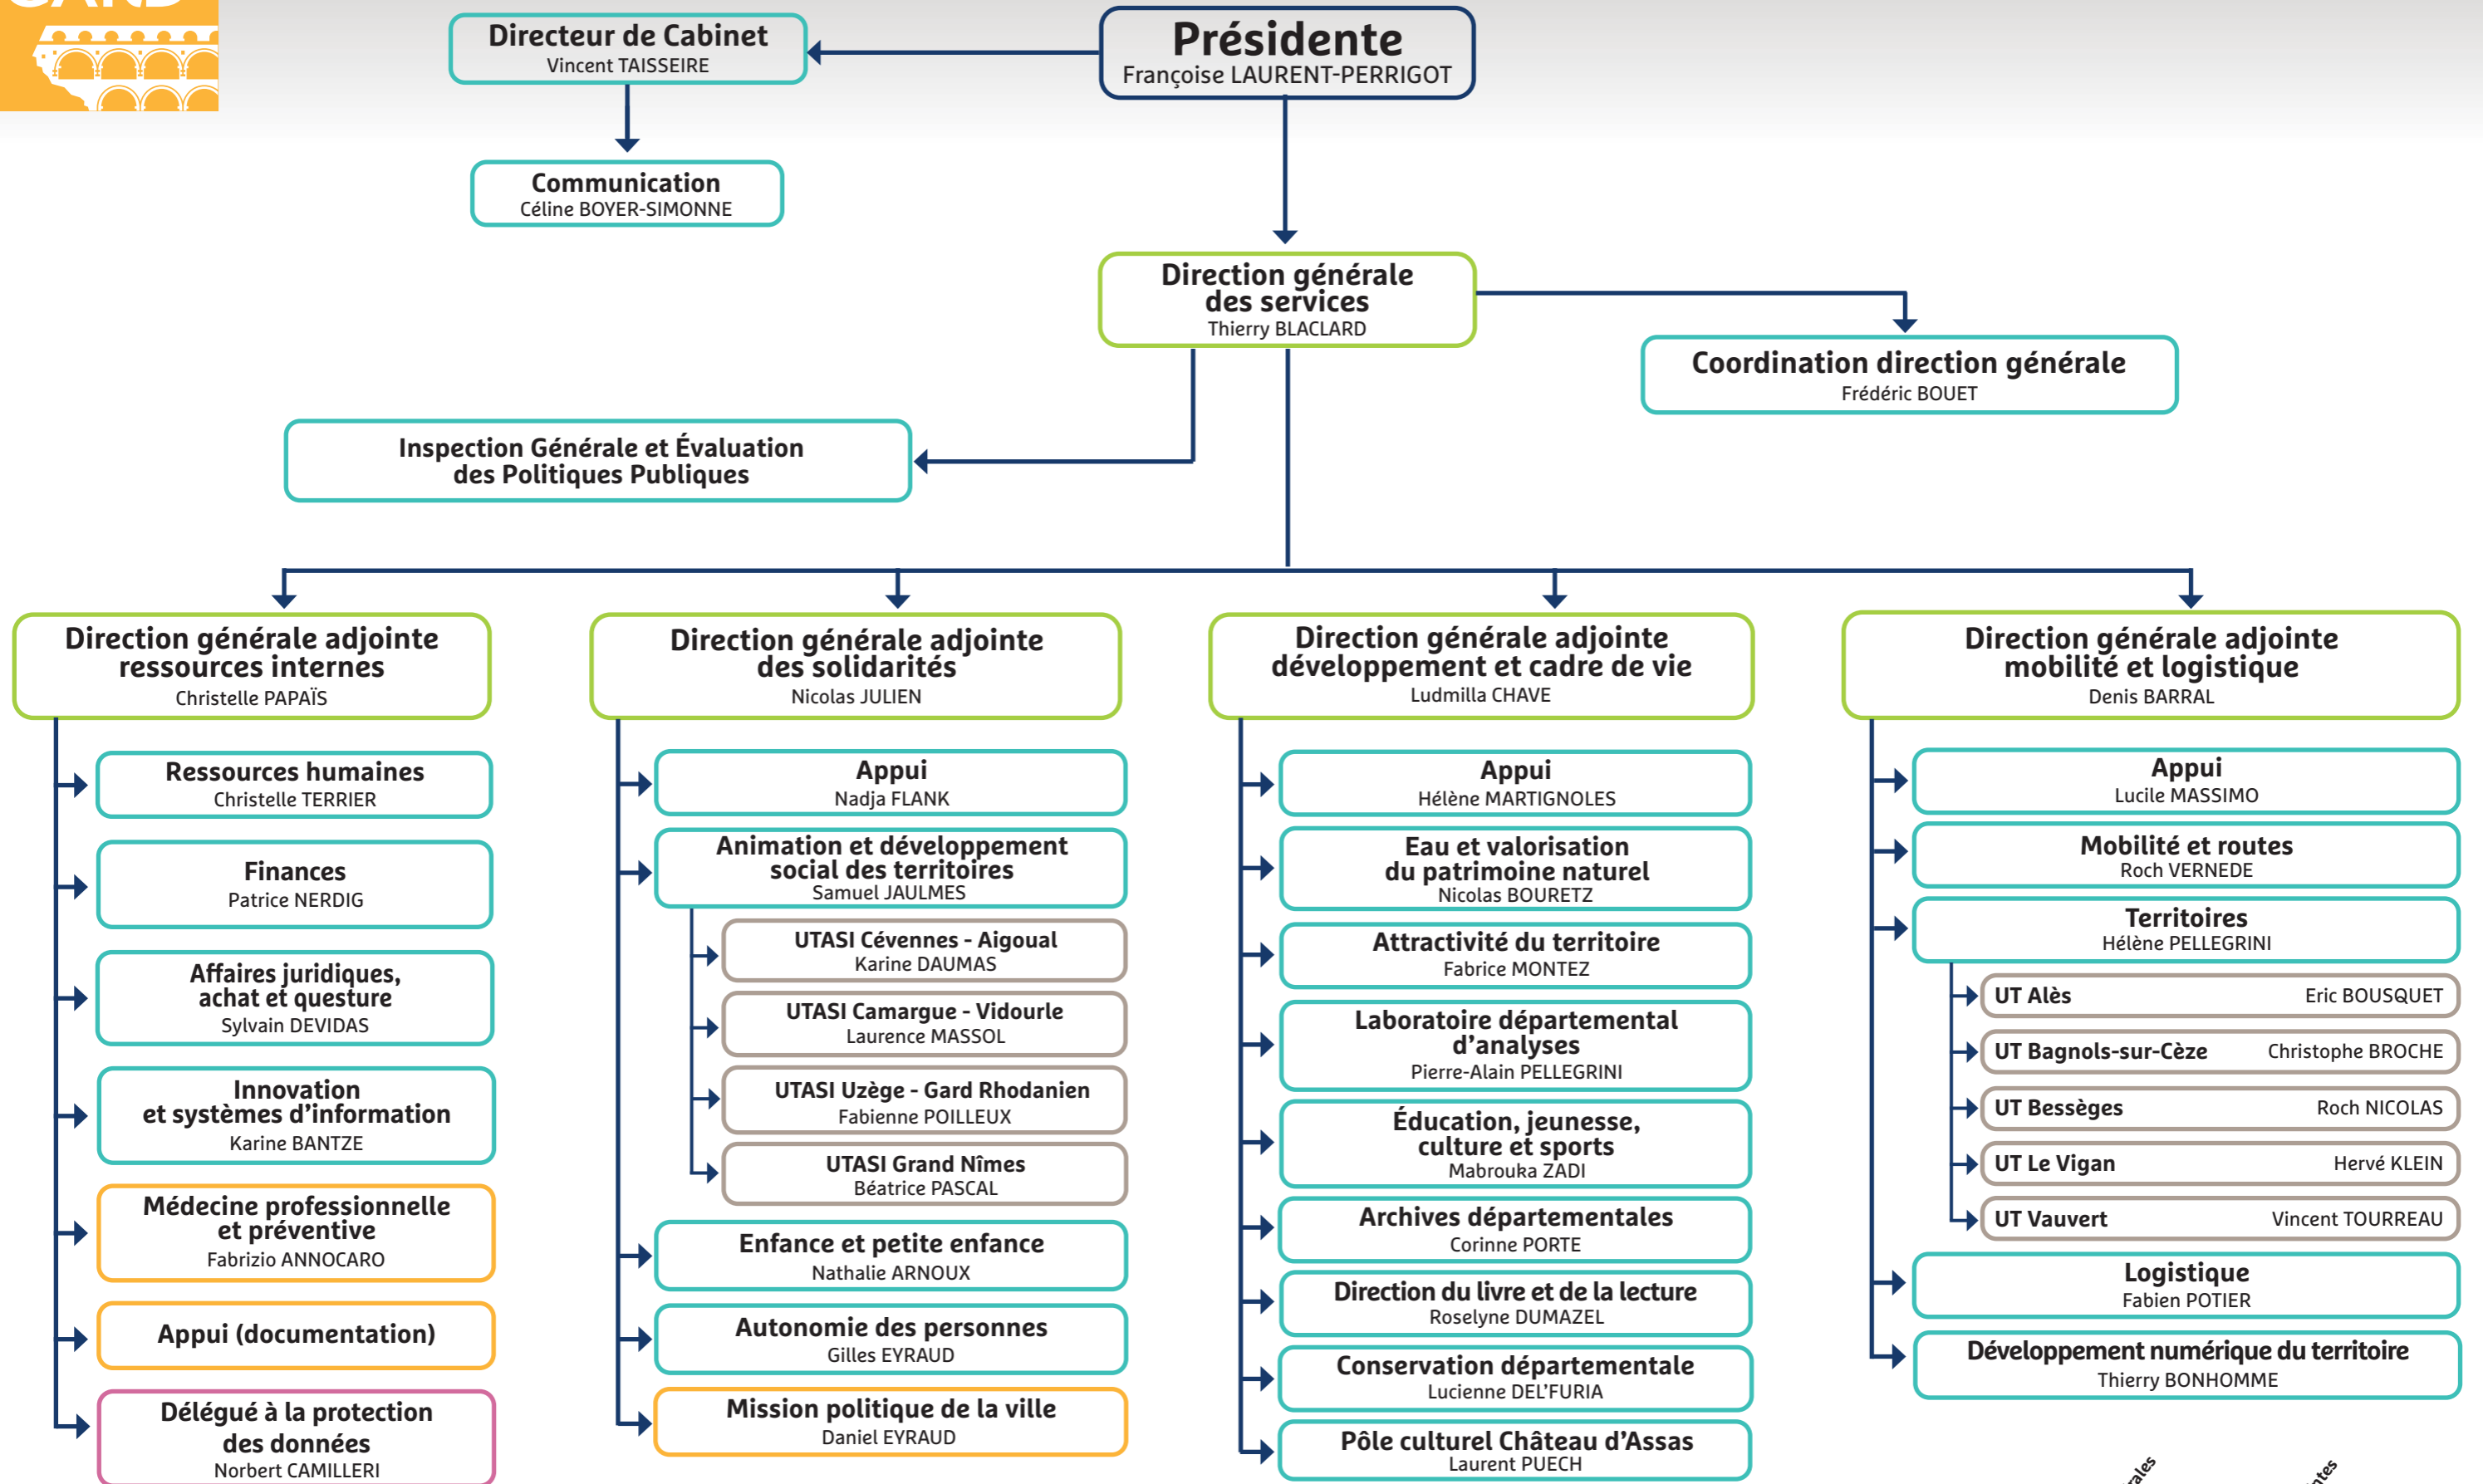 Directeur de Cabinet
Vincent TAISSEIRE
Présidente
Françoise LAURENT-PERRIGOT
Communication
Céline BOYER-SIMONNE
Direction générale
des services
Thierry BLACLARD
Coordination direction générale
Frédéric BOUET
Inspection Générale et Évaluation
des Politiques Publiques
Direction générale adjointe
ressources internes
Christelle PAPAÏS
Ressources humaines
Christelle TERRIER
Finances
Patrice NERDIG
Affaires juridiques,
achat et questure
Sylvain DEVIDAS
Innovation
et systèmes d'information
Karine BANTZE
Médecine professionnelle
et préventive
Fabrizio ANNOCARO
Appui (documentation)
Délégué à la protection
des données
Norbert CAMILLERI
Direction générale adjointe
des solidarités
Nicolas JULIEN
Appui
Nadja FLANK
Animation et développement
social des territoires
Samuel JAULMES
UTASI Cévennes - Aigoual
Karine DAUMAS
UTASI Camargue - Vidourle
Laurence MASSOL
UTASI Uzège - Gard Rhodanien
Fabienne POILLEUX
UTASI Grand Nîmes
Béatrice PASCAL
Enfance et petite enfance
Nathalie ARNOUX
Autonomie des personnes
Gilles EYRAUD
Mission politique de la ville
Daniel EYRAUD
Direction générale adjointe
développement et cadre de vie
Ludmilla CHAVE
Appui
Hélène MARTIGNOLES
Eau et valorisation
du patrimoine naturel
Nicolas BOURETZ
Attractivité du territoire
Fabrice MONTEZ
Laboratoire départemental
d'analyses
Pierre-Alain PELLEGRINI
Éducation, jeunesse,
culture et sports
Mabrouka ZADI
Archives départementales
Corinne PORTE
Direction du livre et de la lecture
Roselyne DUMAZEL
Conservation départementale
Lucienne DEL'FURIA
Pôle culturel Château d'Assas
Laurent PUECH
Direction générale adjointe
mobilité et logistique
Denis BARRAL
Appui
Lucile MASSIMO
Mobilité et routes
Roch VERNEDE
Territoires
Hélène PELLEGRINI
UT Alès Eric BOUSQUET
UT Bagnols-sur-Cèze Christophe BROCHE
UT Bessèges Roch NICOLAS
UT Le Vigan Hervé KLEIN
UT Vauvert Vincent TOURREAU
Logistique
Fabien POTIER
Développement numérique du territoire
Thierry BONHOMME